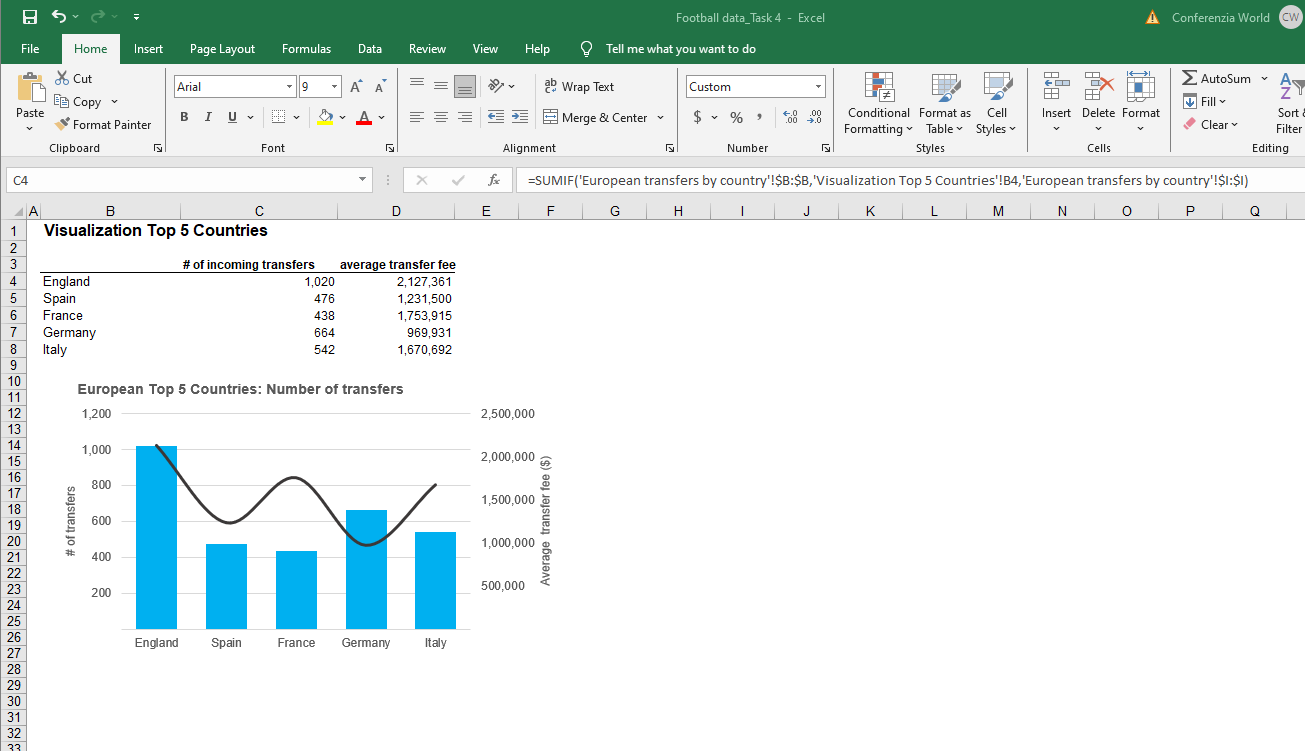 Football data_Task 4 - Excel
Conferenzia World
CW
File Home Insert Page Layout Formulas Data Review View Help Tell me what you want to do
Paste
Cut
Copy
Format Painter
Clipboard
Arial 9 A A
B I U A
Font
ab Wrap Text
Merge & Center
Alignment
Custom
$ % , .00 .00
Number
Conditional Formatting
Format as Table
Cell Styles
Styles
Insert Delete Format
Cells
AutoSum
Fill
Clear
Sort &
Filter
Editing
C4
fx
=SUMIF('European transfers by country'!$B:$B,'Visualization Top 5 Countries'!B4,'European transfers by country'!$I:$I)
A B C D E F G H I J K L M N O P Q
1 Visualization Top 5 Countries
2
3 # of incoming transfers average transfer fee
4 England 1,020 2,127,361
5 Spain 476 1,231,500
6 France 438 1,753,915
7 Germany 664 969,931
8 Italy 542 1,670,692
9
10
11
12
13
14
15
16
17
18
19
20
21
22
23
24
25
26
27
28
29
30
31
32
33
European Top 5 Countries: Number of transfers
1,200
1,000
800
600
400
200
# of transfers
2,500,000
2,000,000
1,500,000
1,000,000
500,000
Average transfer fee ($)
England Spain France Germany Italy